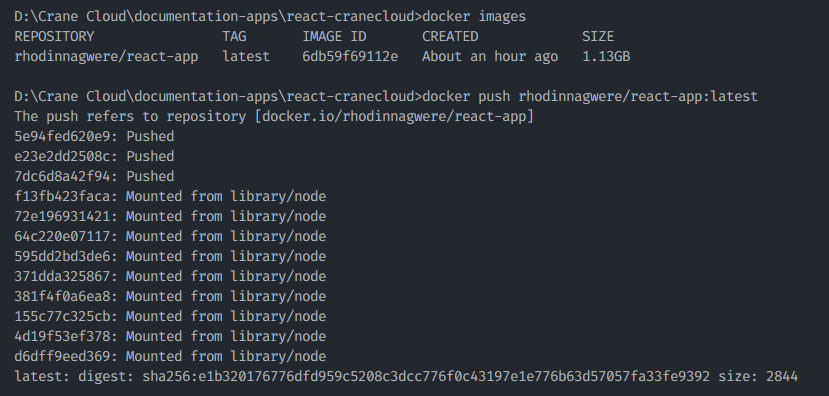 D:\Crane Cloud\documentation-apps\react-cranecloud>docker images
REPOSITORY TAG IMAGE ID CREATED SIZE
rhodinnagwere/react-app latest 6db59f69112e About an hour ago 1.13GB
D:\Crane Cloud\documentation-apps\react-cranecloud>docker push rhodinnagwere/react-app:latest
The push refers to repository [docker.io/rhodinnagwere/react-app]
5e94fed620e9: Pushed
e23e2dd2508c: Pushed
7dc6d8a42f94: Pushed
f13fb423faca: Mounted from library/node
72e196931421: Mounted from library/node
64c220e07117: Mounted from library/node
595dd2bd3de6: Mounted from library/node
371dda325867: Mounted from library/node
381f4f0a6ea8: Mounted from library/node
155c77c325cb: Mounted from library/node
4d19f53ef378: Mounted from library/node
d6dff9eed369: Mounted from library/node
latest: digest: sha256:e1b320176776dfd959c5208c3dcc776f0c43197e1e776b63d57057fa33fe9392 size: 2844